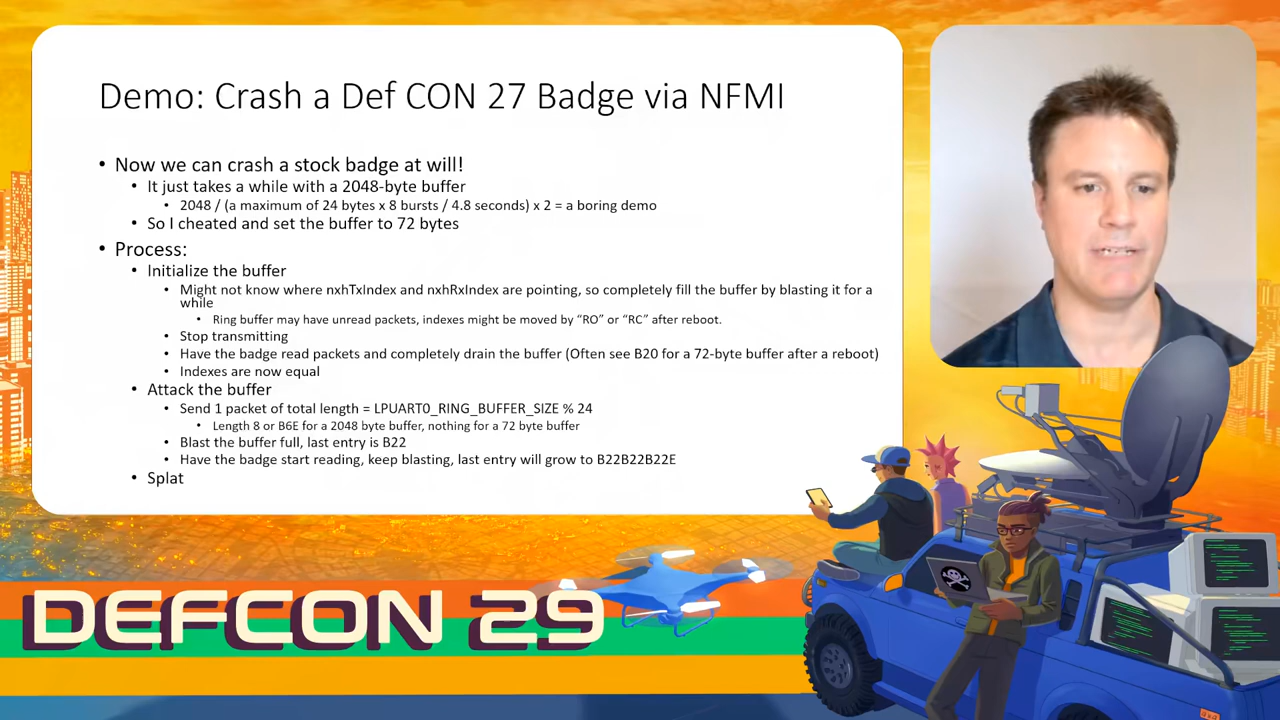 Demo: Crash a Def CON 27 Badge via NFMI
• Now we can crash a stock badge at will!
• It just takes a while with a 2048-byte buffer
• 2048 / (a maximum of 24 bytes x 8 bursts / 4.8 seconds) x 2 = a boring demo
• So I cheated and set the buffer to 72 bytes
• Process:
• Initialize the buffer
• Might not know where nxhTxIndex and nxhRxIndex are pointing, so completely fill the buffer by blasting it for a
while
• Ring buffer may have unread packets, indexes might be moved by “RO” or “RC” after reboot.
• Stop transmitting
• Have the badge read packets and completely drain the buffer (Often see B20 for a 72-byte buffer after a reboot)
• Indexes are now equal
• Attack the buffer
• Send 1 packet of total length = LPUART0_RING_BUFFER_SIZE % 24
• Length 8 or B6E for a 2048 byte buffer, nothing for a 72 byte buffer
• Blast the buffer full, last entry is B22
• Have the badge start reading, keep blasting, last entry will grow to B22B22B22E
• Splat
DEFCON 29